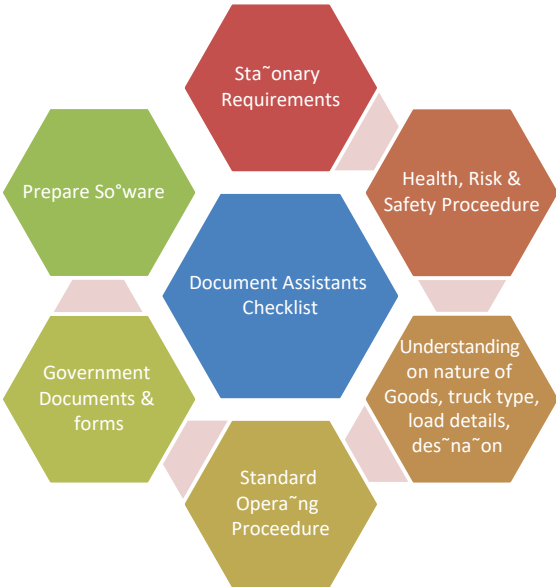 Sta˜onary
Requirements
Health, Risk &
Safety Proceedure
Understanding
on nature of
Goods, truck type,
load details,
des˜na˜on
Standard
Opera˜ng
Proceedure
Government
Documents &
forms
Prepare So°ware
Document Assistants
Checklist